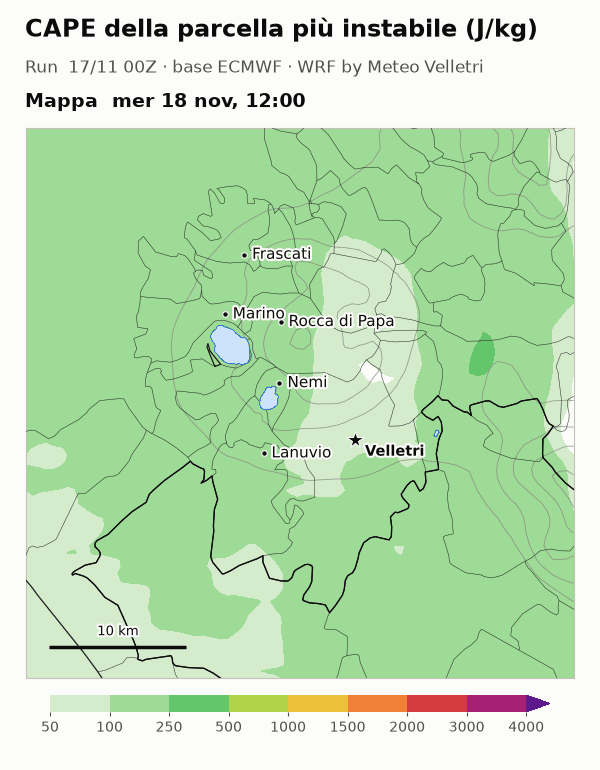 CAPE della parcella più instabile (J/kg)
Run  17/11 00Z · base ECMWF · WRF by Meteo Velletri
Mappa  mer 18 nov, 12:00
Frascati
Marino
Rocca di Papa
Nemi
Lanuvio
Velletri
10 km
50 100 250 500 1000 1500 2000 3000 4000